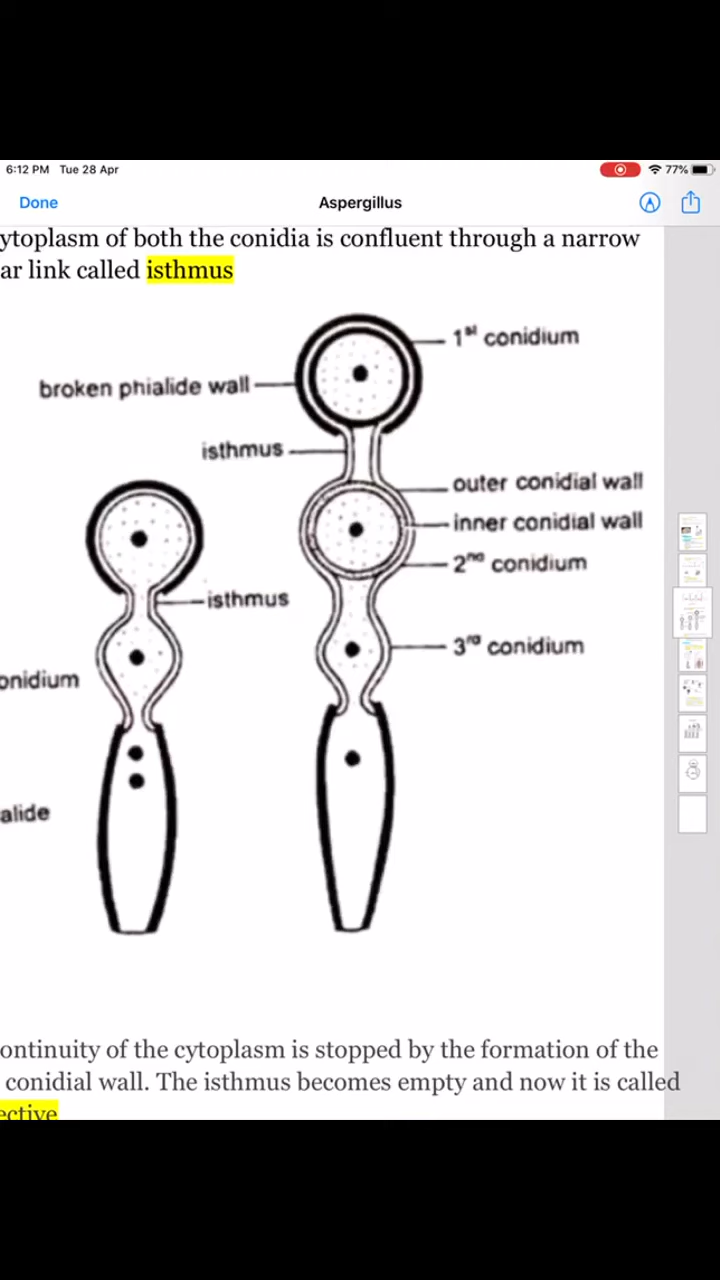 6:12 PM Tue 28 Apr
77%
Done
Aspergillus
ytoplasm of both the conidia is confluent through a narrow
ar link called isthmus
1st conidium
broken phialide wall
isthmus
outer conidial wall
inner conidial wall
2nd conidium
isthmus
3rd conidium
onidium
alide
ontinuity of the cytoplasm is stopped by the formation of the
conidial wall. The isthmus becomes empty and now it is called
ective